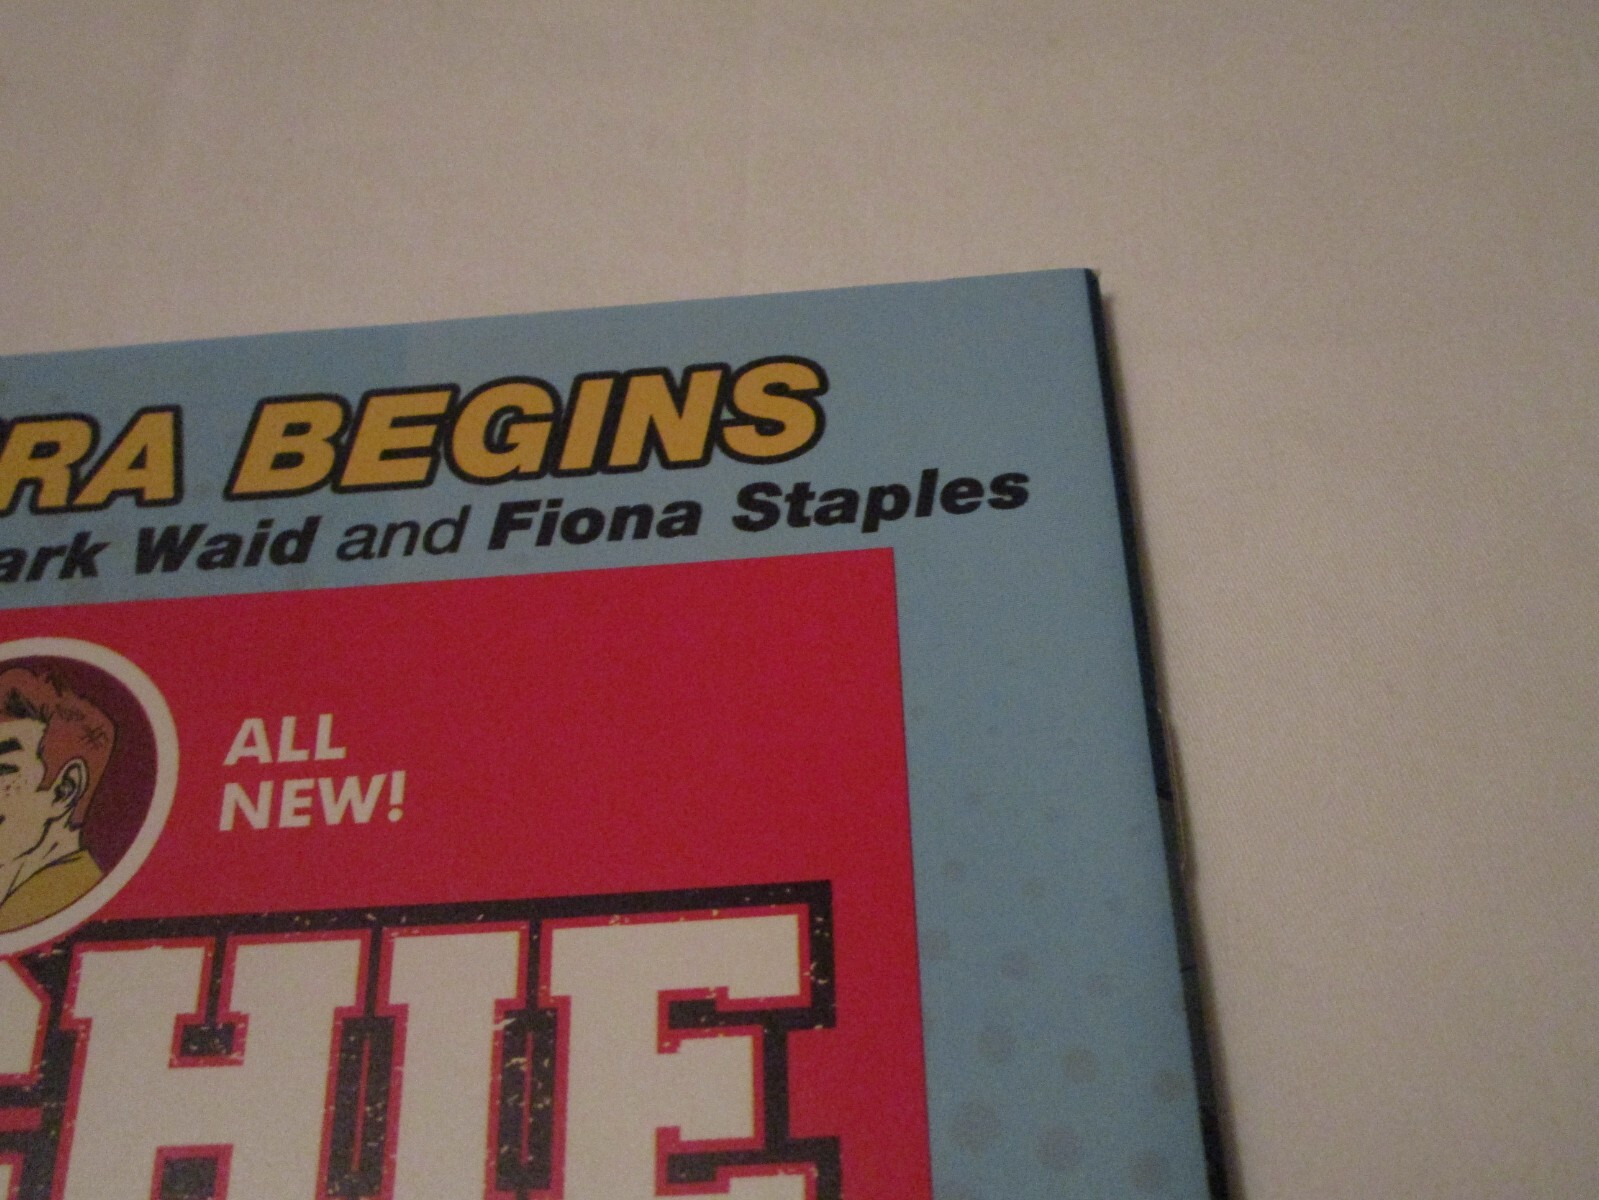 RA BEGINS
ark Waid and Fiona Staples
ALL
NEW!
CHIE